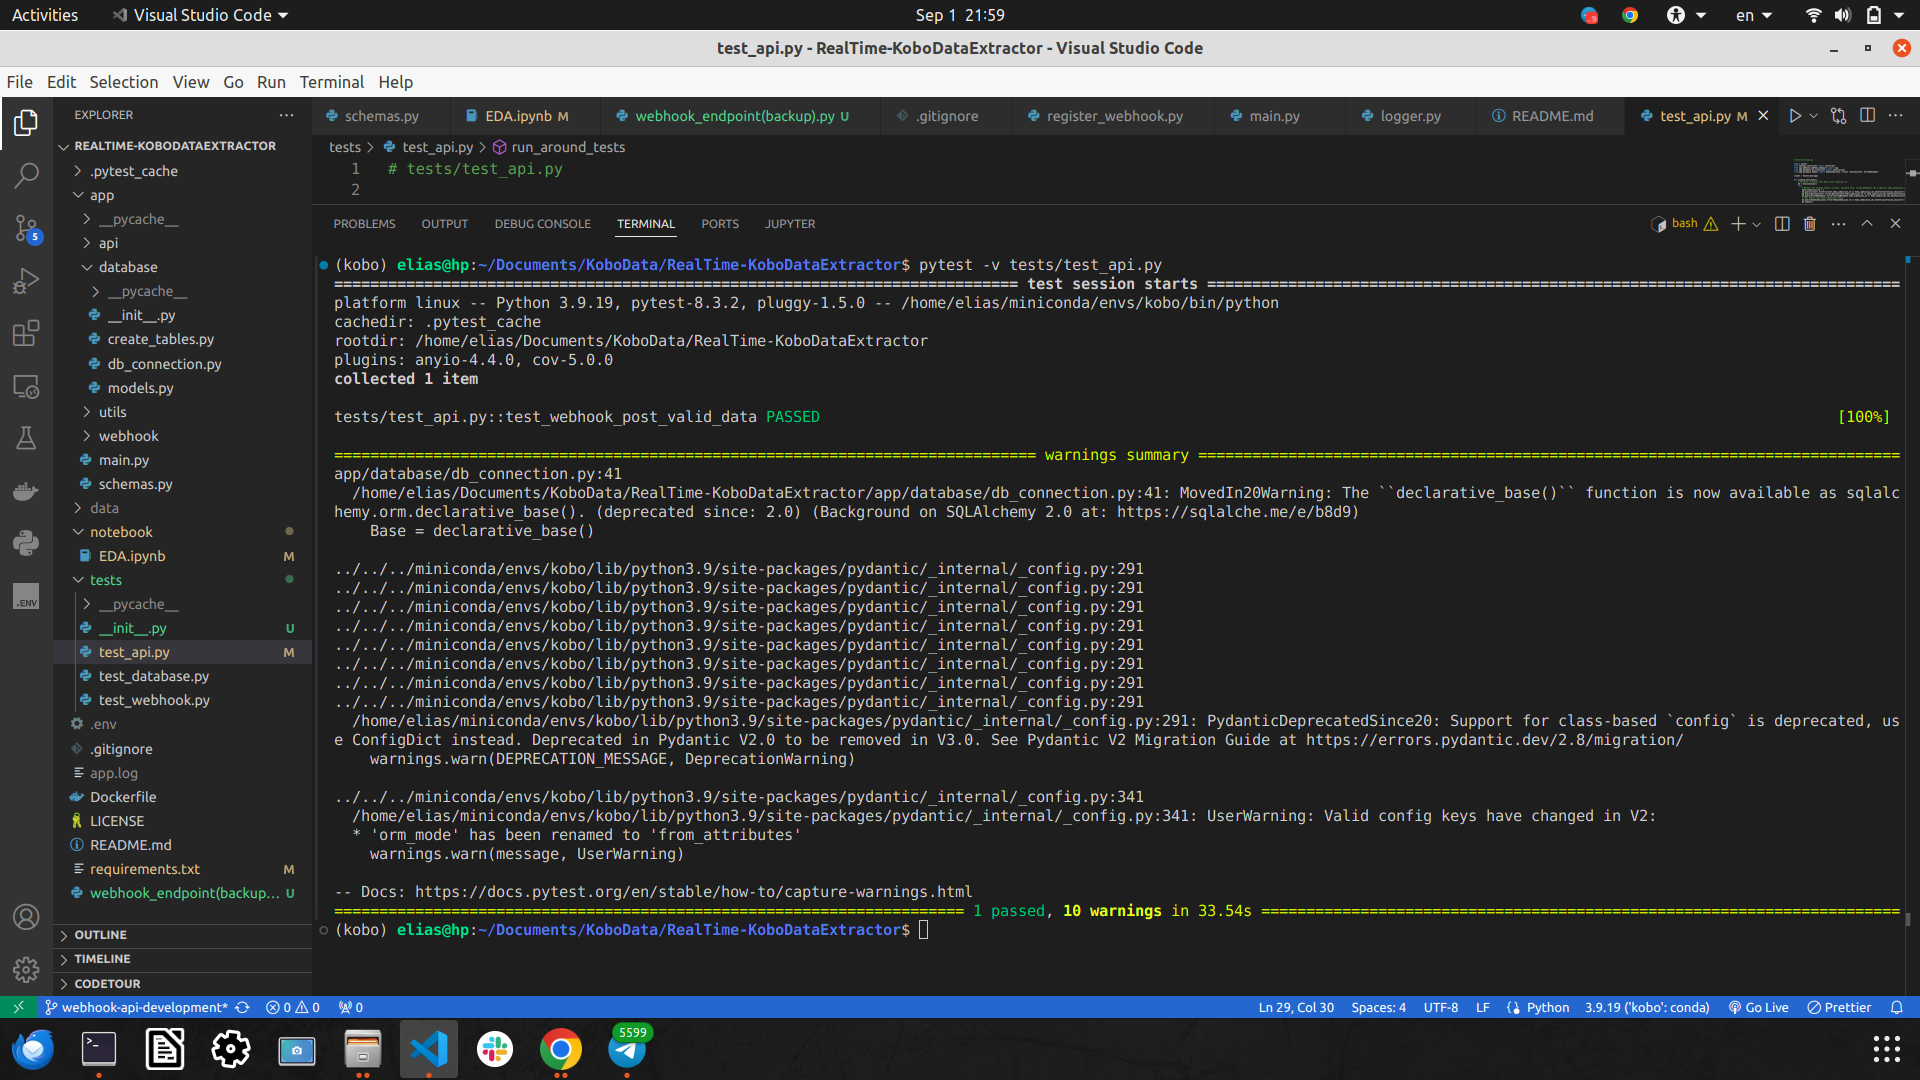 Activities
Visual Studio Code
Sep 1 21:59
en
test_api.py - RealTime-KoboDataExtractor - Visual Studio Code
File Edit Selection View Go Run Terminal Help
EXPLORER
schemas.py
EDA.ipynb M
webhook_endpoint(backup).py U
.gitignore
register_webhook.py
main.py
logger.py
README.md
test_api.py M
tests > test_api.py > run_around_tests
1 # tests/test_api.py
2
REALTIME-KOBODATAEXTRACTOR
.pytest_cache
app
__pycache__
api
database
__pycache__
__init__.py
create_tables.py
db_connection.py
models.py
utils
webhook
main.py
schemas.py
data
notebook
EDA.ipynb M
tests
__pycache__
__init__.py U
test_api.py M
test_database.py
test_webhook.py
.env
.gitignore
app.log
Dockerfile
LICENSE
README.md
requirements.txt M
webhook_endpoint(backup... U
OUTLINE
TIMELINE
CODETOUR
5
.ENV
PROBLEMS OUTPUT DEBUG CONSOLE TERMINAL PORTS JUPYTER
bash
(kobo) elias@hp:~/Documents/KoboData/RealTime-KoboDataExtractor$ pytest -v tests/test_api.py
============================================================================ test session starts =============================================================================
platform linux -- Python 3.9.19, pytest-8.3.2, pluggy-1.5.0 -- /home/elias/miniconda/envs/kobo/bin/python
cachedir: .pytest_cache
rootdir: /home/elias/Documents/KoboData/RealTime-KoboDataExtractor
plugins: anyio-4.4.0, cov-5.0.0
collected 1 item
tests/test_api.py::test_webhook_post_valid_data PASSED [100%]
============================================================================== warnings summary ==============================================================================
app/database/db_connection.py:41
/home/elias/Documents/KoboData/RealTime-KoboDataExtractor/app/database/db_connection.py:41: MovedIn20Warning: The ``declarative_base()`` function is now available as sqlalc
hemy.orm.declarative_base(). (deprecated since: 2.0) (Background on SQLAlchemy 2.0 at: https://sqlalche.me/e/b8d9)
Base = declarative_base()
../../../miniconda/envs/kobo/lib/python3.9/site-packages/pydantic/_internal/_config.py:291
../../../miniconda/envs/kobo/lib/python3.9/site-packages/pydantic/_internal/_config.py:291
../../../miniconda/envs/kobo/lib/python3.9/site-packages/pydantic/_internal/_config.py:291
../../../miniconda/envs/kobo/lib/python3.9/site-packages/pydantic/_internal/_config.py:291
../../../miniconda/envs/kobo/lib/python3.9/site-packages/pydantic/_internal/_config.py:291
../../../miniconda/envs/kobo/lib/python3.9/site-packages/pydantic/_internal/_config.py:291
../../../miniconda/envs/kobo/lib/python3.9/site-packages/pydantic/_internal/_config.py:291
../../../miniconda/envs/kobo/lib/python3.9/site-packages/pydantic/_internal/_config.py:291
/home/elias/miniconda/envs/kobo/lib/python3.9/site-packages/pydantic/_internal/_config.py:291: PydanticDeprecatedSince20: Support for class-based `config` is deprecated, us
e ConfigDict instead. Deprecated in Pydantic V2.0 to be removed in V3.0. See Pydantic V2 Migration Guide at https://errors.pydantic.dev/2.8/migration/
warnings.warn(DEPRECATION_MESSAGE, DeprecationWarning)
../../../miniconda/envs/kobo/lib/python3.9/site-packages/pydantic/_internal/_config.py:341
/home/elias/miniconda/envs/kobo/lib/python3.9/site-packages/pydantic/_internal/_config.py:341: UserWarning: Valid config keys have changed in V2:
* 'orm_mode' has been renamed to 'from_attributes'
warnings.warn(message, UserWarning)
-- Docs: https://docs.pytest.org/en/stable/how-to/capture-warnings.html
====================================================================== 1 passed, 10 warnings in 33.54s =======================================================================
(kobo) elias@hp:~/Documents/KoboData/RealTime-KoboDataExtractor$
webhook-api-development* 0 0 0
Ln 29, Col 30 Spaces: 4 UTF-8 LF Python 3.9.19 ('kobo': conda) Go Live Prettier
5599